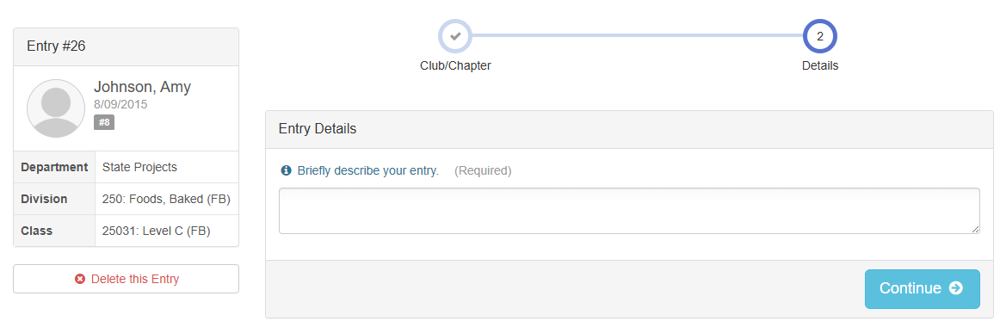 Entry #26
Johnson, Amy
8/09/2015
#8
Department State Projects
Division 250: Foods, Baked (FB)
Class 25031: Level C (FB)
Delete this Entry
2
Club/Chapter Details
Entry Details
Briefly describe your entry. (Required)
Continue